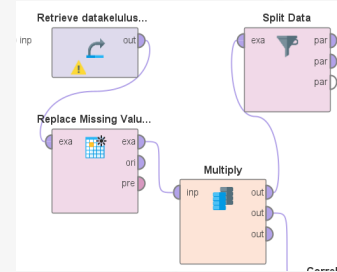 Retrieve datakelulus...
inp
out
Split Data
exa
par
par
par
Replace Missing Valu...
exa
exa
ori
pre
Multiply
inp
out
out
out